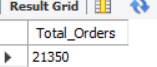 Result Grid
Total_Orders
21350